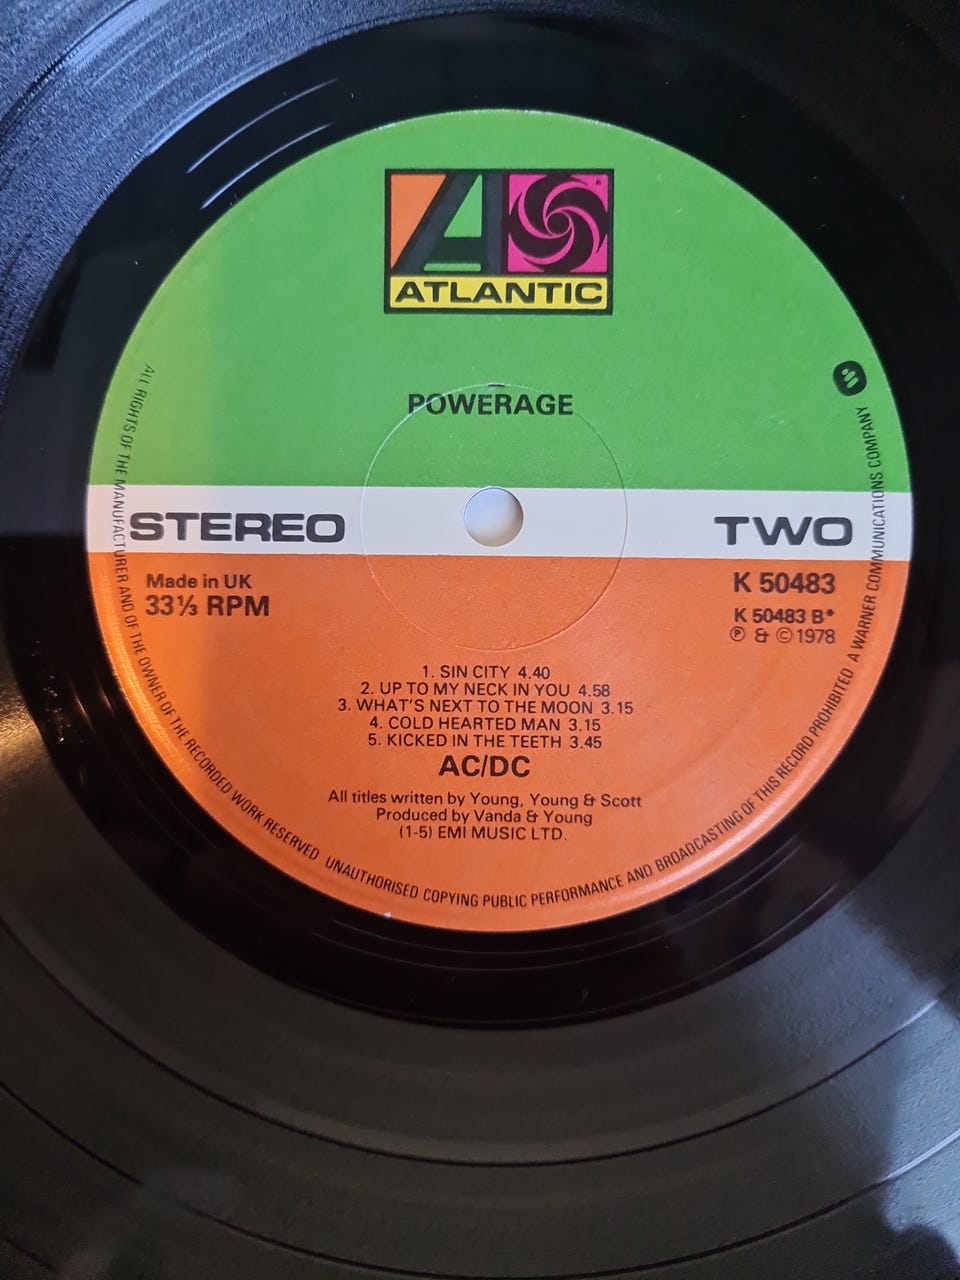 ATLANTIC
POWERAGE
STEREO
TWO
Made in UK
33⅓ RPM
K 50483
K 50483 B*
Ⓟ & © 1978
1. SIN CITY 4.40
2. UP TO MY NECK IN YOU 4.58
3. WHAT'S NEXT TO THE MOON 3.15
4. COLD HEARTED MAN 3.15
5. KICKED IN THE TEETH 3.45
AC/DC
All titles written by Young, Young & Scott
Produced by Vanda & Young
(1-5) EMI MUSIC LTD.
ALL RIGHTS OF THE MANUFACTURER AND OF THE OWNER OF THE RECORDED WORK RESERVED UNAUTHORISED COPYING PUBLIC PERFORMANCE AND BROADCASTING OF THIS RECORD PROHIBITED. A WARNER COMMUNICATIONS COMPANY